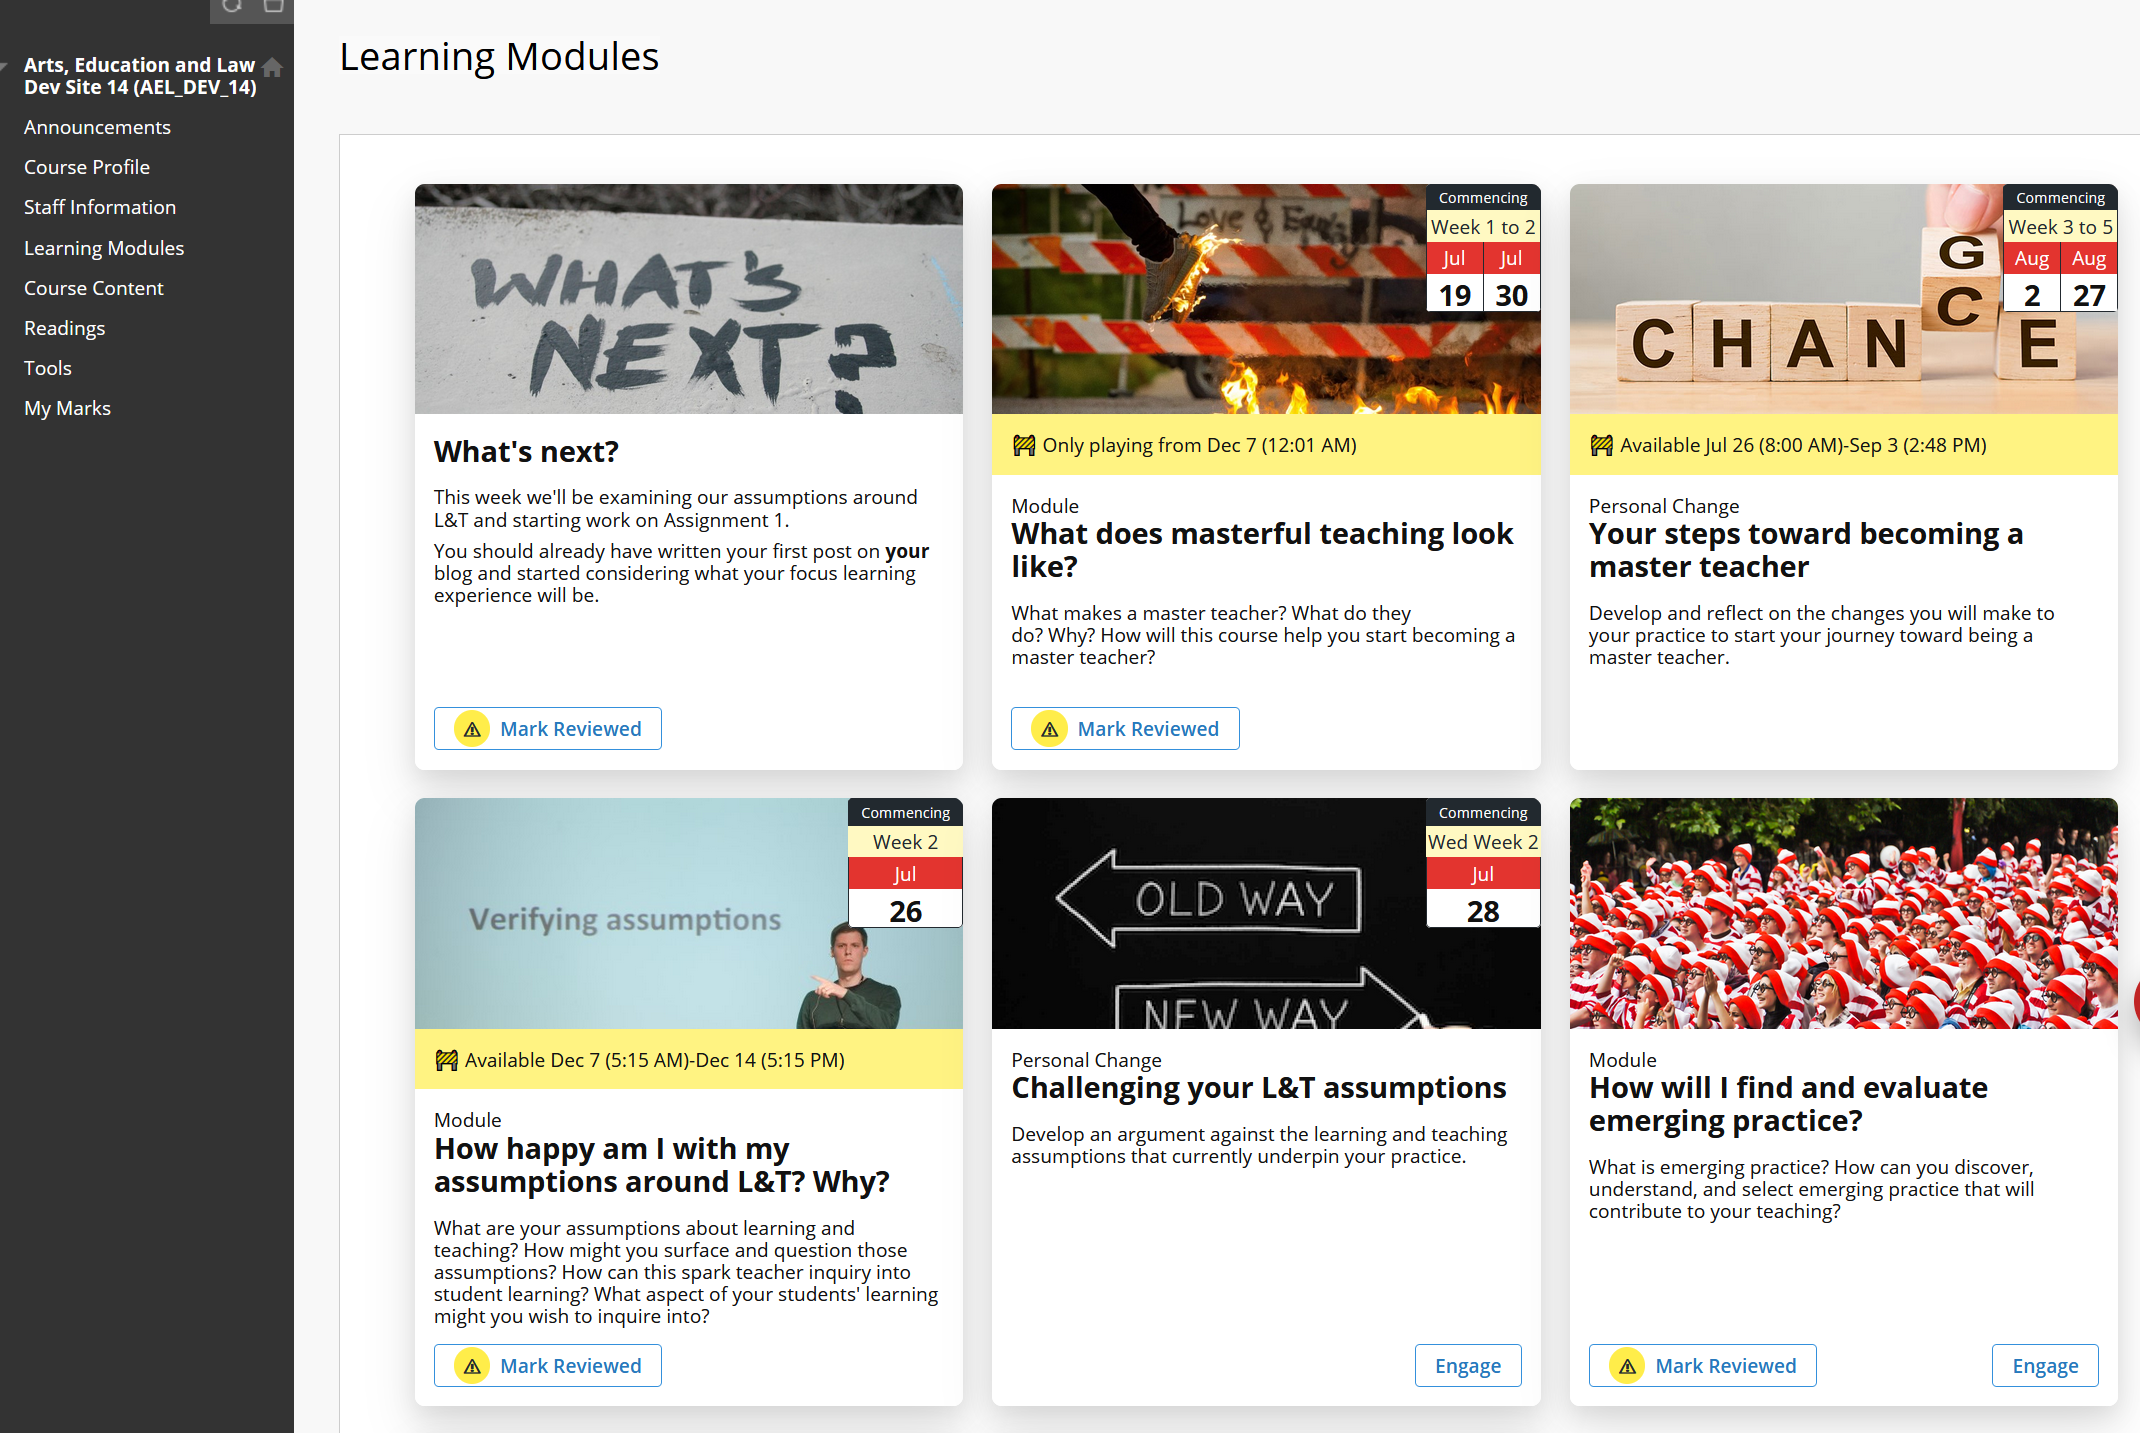 Arts, Education and Law
Dev Site 14 (AEL_DEV_14)
Announcements
Course Profile
Staff Information
Learning Modules
Course Content
Readings
Tools
My Marks
Learning Modules
WHAT'S
NEXT?
What's next?
This week we'll be examining our assumptions around
L&T and starting work on Assignment 1.
You should already have written your first post on your
blog and started considering what your focus learning
experience will be.
Mark Reviewed
Love &
Commencing
Week 1 to 2
Jul Jul
19 30
Only playing from Dec 7 (12:01 AM)
Module
What does masterful teaching look
like?
What makes a master teacher? What do they
do? Why? How will this course help you start becoming a
master teacher?
Mark Reviewed
Commencing
Week 3 to 5
Aug Aug
2 27
G
C
CHAN E
Available Jul 26 (8:00 AM)-Sep 3 (2:48 PM)
Personal Change
Your steps toward becoming a
master teacher
Develop and reflect on the changes you will make to
your practice to start your journey toward being a
master teacher.
Commencing
Week 2
Jul
26
Verifying assumptions
Available Dec 7 (5:15 AM)-Dec 14 (5:15 PM)
Module
How happy am I with my
assumptions around L&T? Why?
What are your assumptions about learning and
teaching? How might you surface and question those
assumptions? How can this spark teacher inquiry into
student learning? What aspect of your students' learning
might you wish to inquire into?
Mark Reviewed
Commencing
Wed Week 2
Jul
28
OLD WAY
NEW WAY
Personal Change
Challenging your L&T assumptions
Develop an argument against the learning and teaching
assumptions that currently underpin your practice.
Engage
Module
How will I find and evaluate
emerging practice?
What is emerging practice? How can you discover,
understand, and select emerging practice that will
contribute to your teaching?
Mark Reviewed
Engage